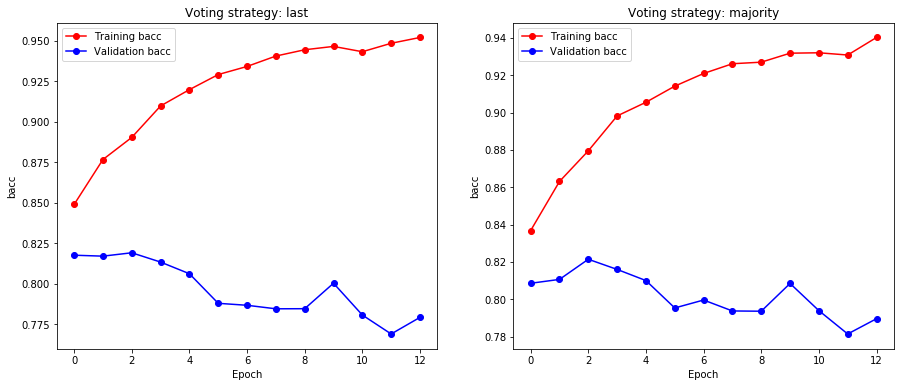 Voting strategy: last
Training bacc
Validation bacc
0.950
0.925
0.900
0.875
0.850
0.825
0.800
0.775
bacc
0 2 4 6 8 10 12
Epoch
Voting strategy: majority
Training bacc
Validation bacc
0.94
0.92
0.90
0.88
0.86
0.84
0.82
0.80
0.78
bacc
0 2 4 6 8 10 12
Epoch